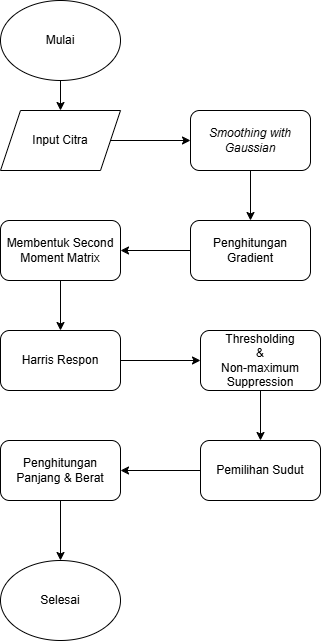 Mulai
Input Citra
Smoothing with
Gaussian
Penghitungan
Gradient
Membentuk Second
Moment Matrix
Harris Respon
Thresholding
&
Non-maximum
Suppression
Pemilihan Sudut
Penghitungan
Panjang & Berat
Selesai